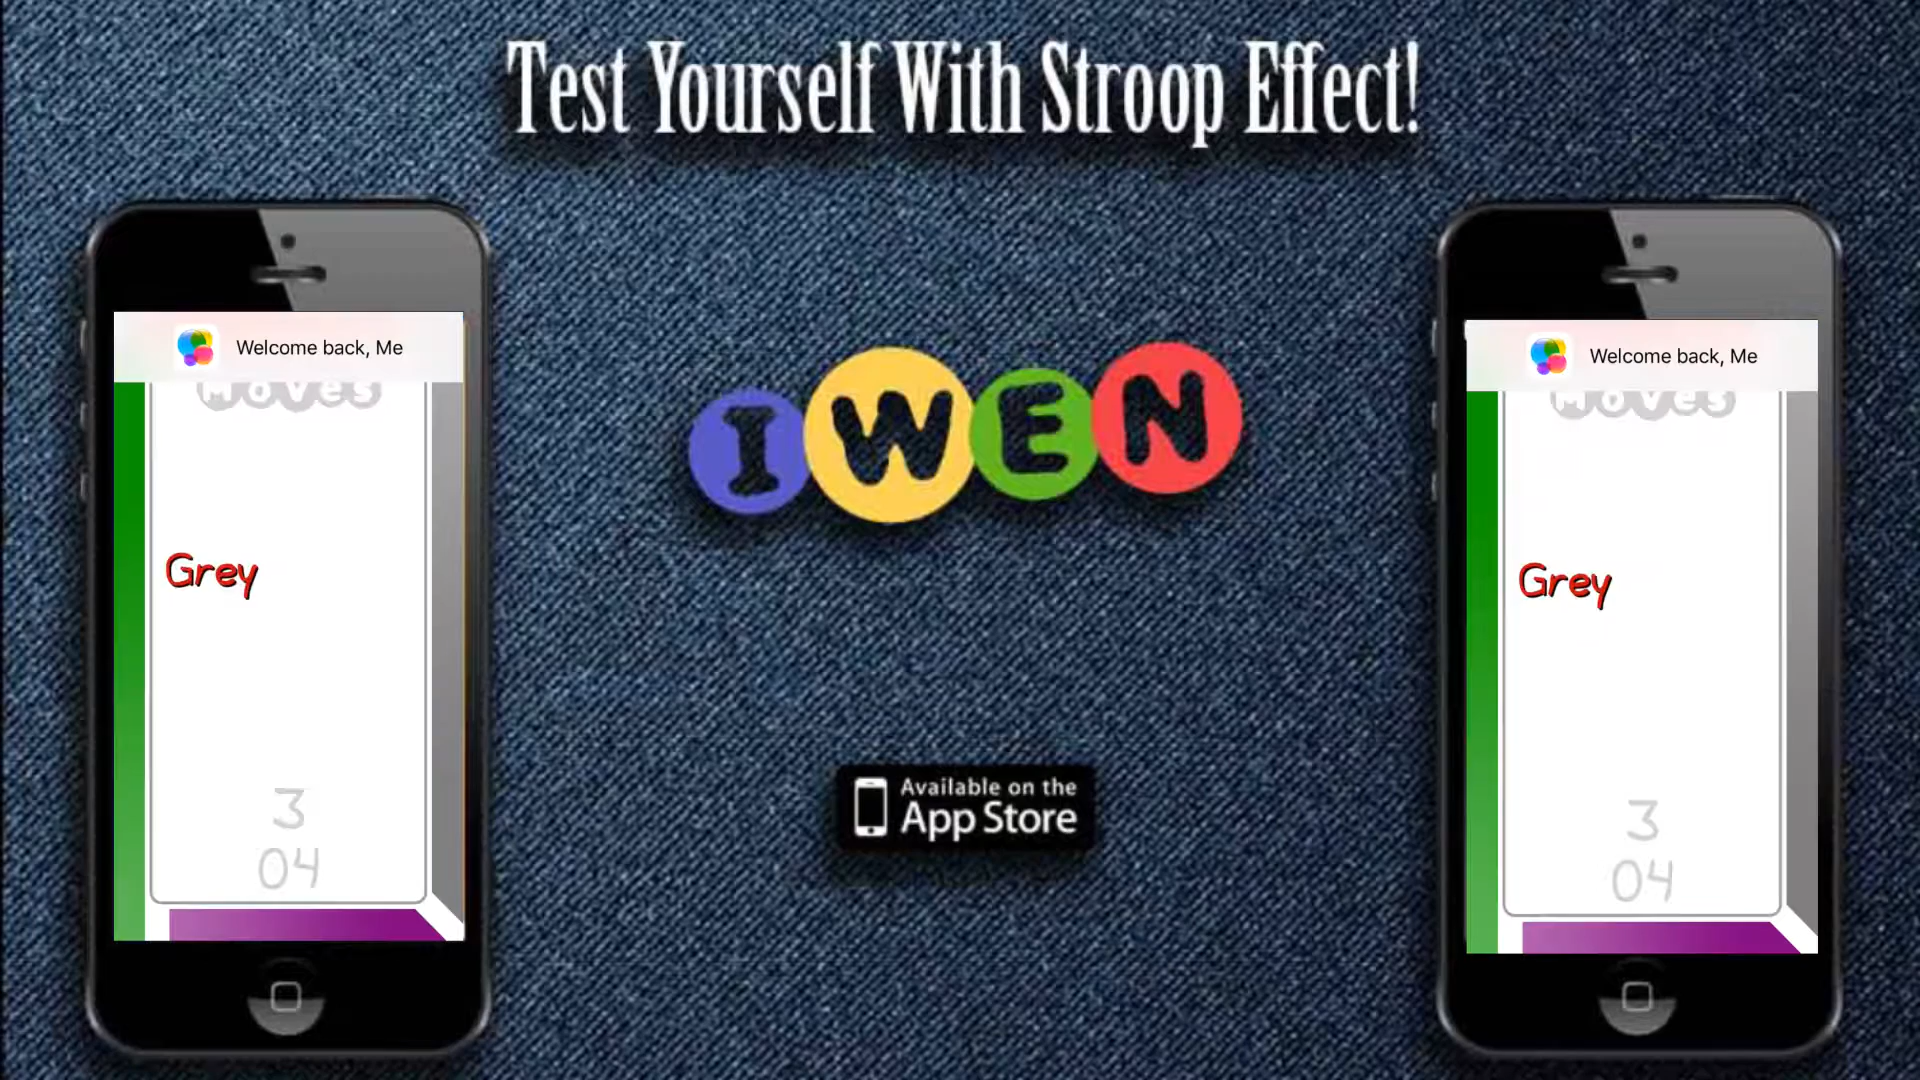 Test Yourself With Stroop Effect!
Welcome back, Me
Moves
Grey
3
04
IWEN
Available on the
App Store
Welcome back, Me
Moves
Grey
3
04